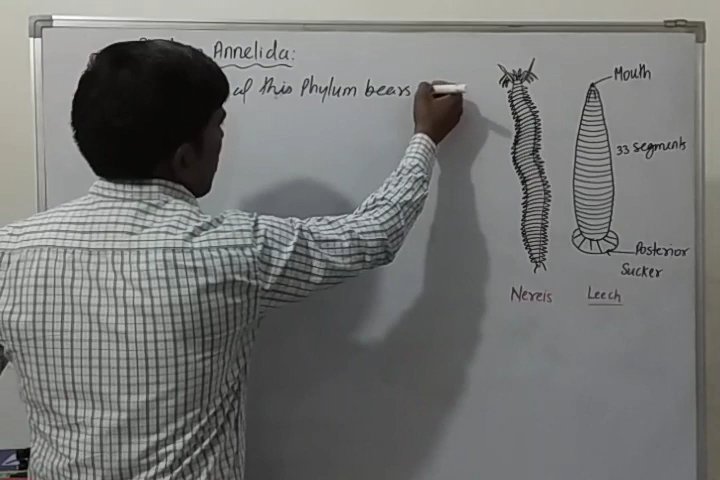 Annelida:
of this Phylum bears
Mouth
33 segments
Posterior
Sucker
Nereis
Leech